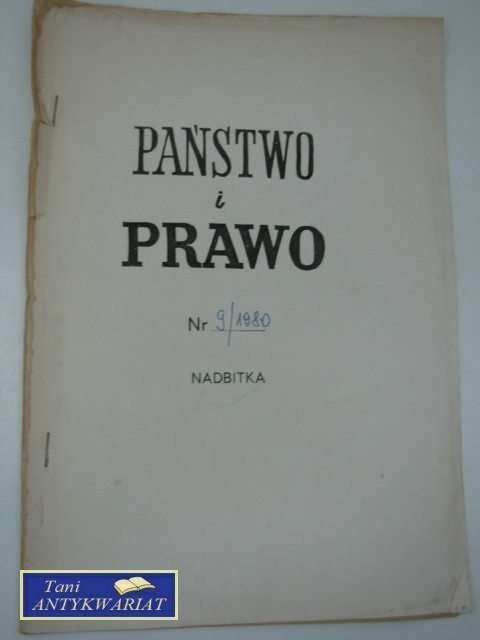 PAŃSTWO
i
PRAWO
Nr 9/1980
NADBITKA
Tani
ANTYKWARIAT